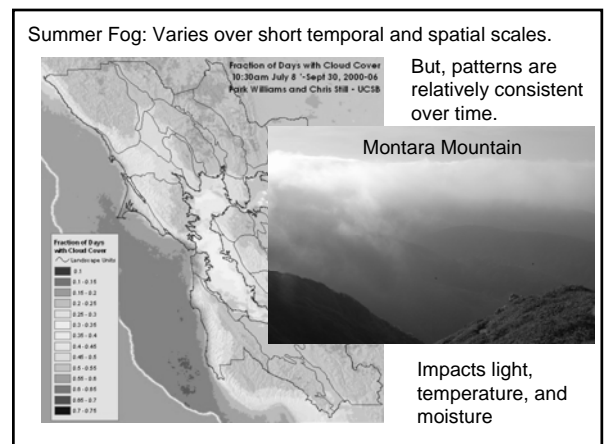 Summer Fog: Varies over short temporal and spatial scales.
Fraction of Days with Cloud Cover
10:30am July 8 '-Sept 30, 2000-06
Park Williams and Chris Still - UCSB
But, patterns are
relatively consistent
over time.
Montara Mountain
Fraction of Days
with Cloud Cover
Landscape Units
0.1
0.1 - 0.15
0.15 - 0.2
0.2 - 0.25
0.25 - 0.3
0.3 - 0.35
0.35 - 0.4
0.4 - 0.45
0.45 - 0.5
0.5 - 0.55
0.55 - 0.6
0.6 - 0.65
0.65 - 0.7
0.7 - 0.75
Impacts light,
temperature, and
moisture